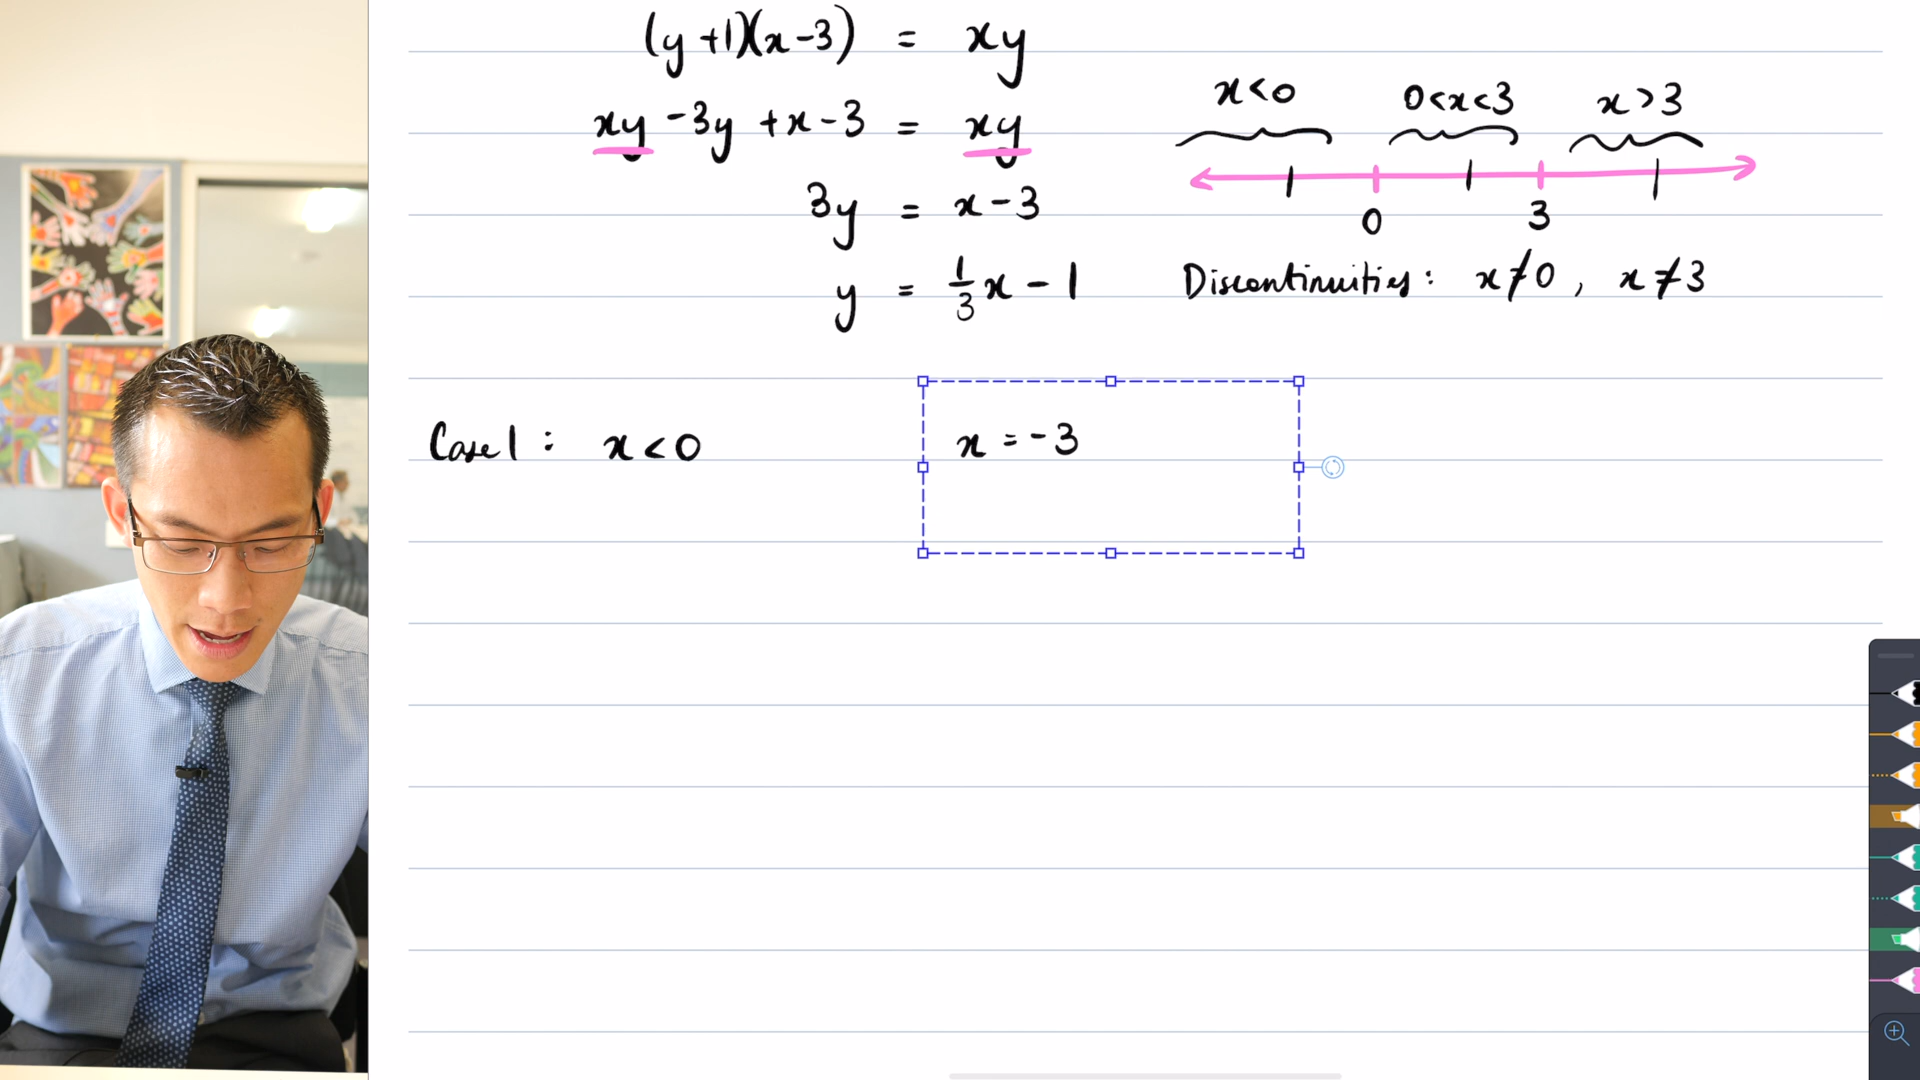 (y+1)(x-3) = xy
xy -3y +x-3 = xy
3y = x-3
y = 1/3 x - 1
x<0 0<x<3 x>3
0 3
Discontinuities: x≠0, x≠3
Case 1: x<0 x=-3